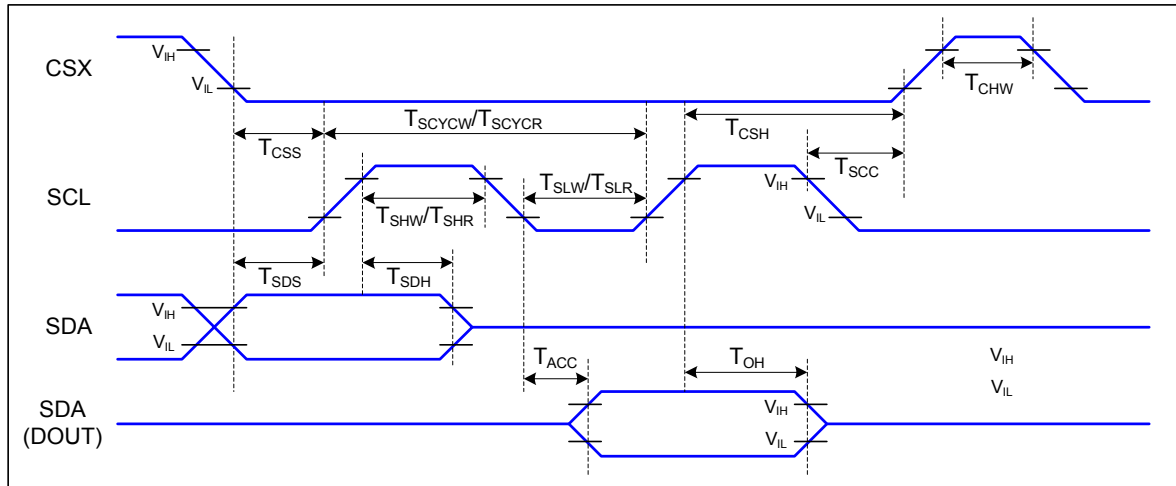 CSX
VIH
VIL
TCHW
TSCYCW/TSCYCR
TCSH
TCSS
TSCC
SCL
TSLW/TSLR
VIH
TSHW/TSHR
VIL
TSDS
TSDH
SDA
VIH
VIL
TACC
TOH
VIH
VIL
SDA
(DOUT)
VIH
VIL